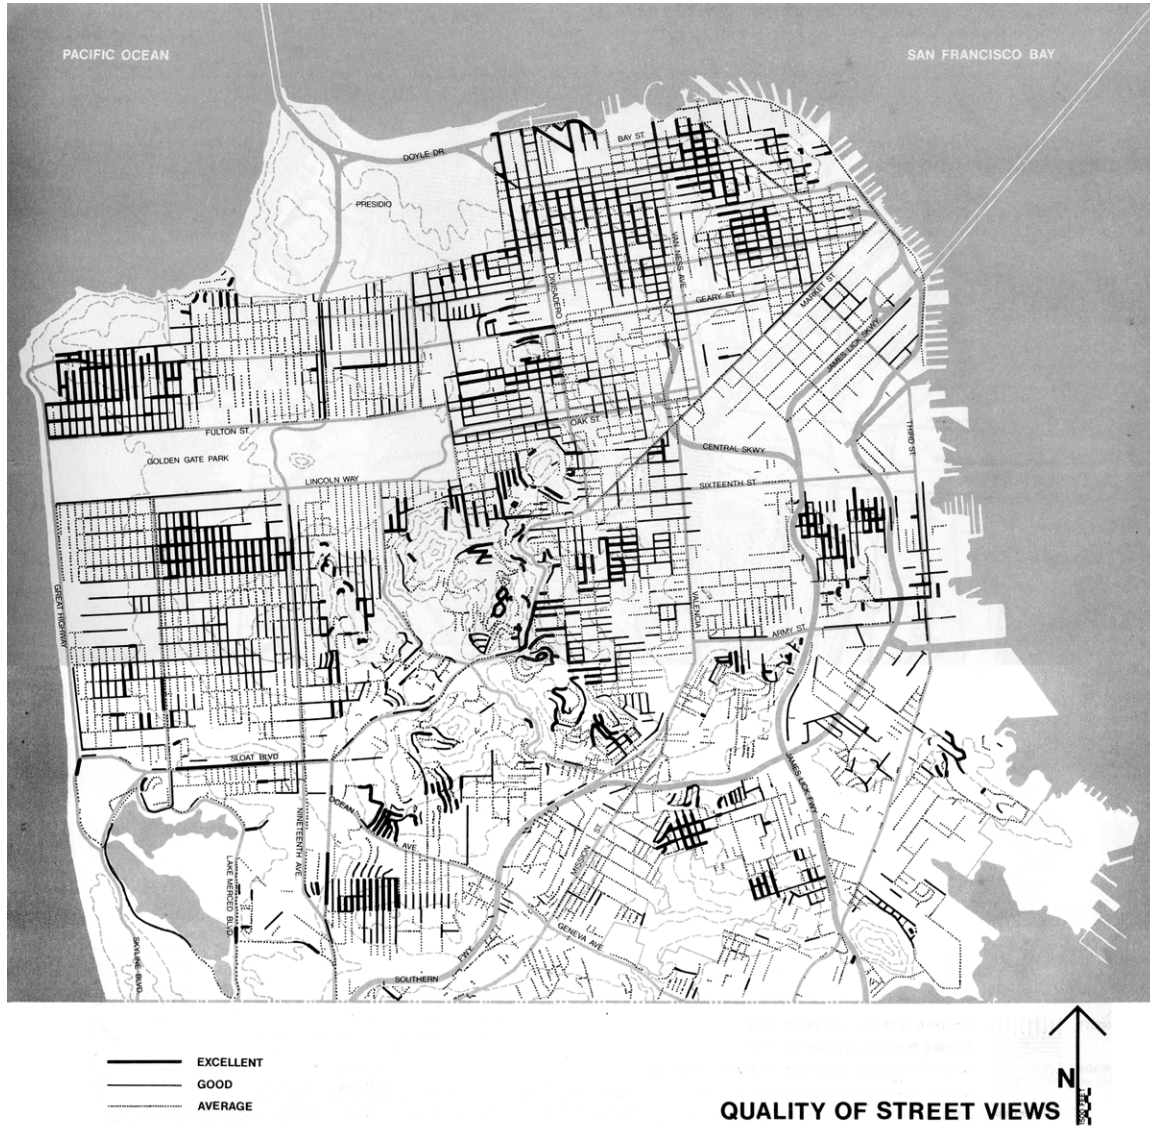 PACIFIC OCEAN
SAN FRANCISCO BAY
BAY ST.
DOYLE DR.
PRESIDIO
VAN NESS AVE.
DIVISADERO
GEARY ST.
MARKET ST.
JAMES LICK SKWY.
OAK ST.
FULTON ST.
THIRD ST.
CENTRAL SKWY
GOLDEN GATE PARK
LINCOLN WAY
SIXTEENTH ST.
GREAT HIGHWAY
VALENCIA
ARMY ST.
SLOAT BLVD
JAMES LICK FWY.
OCEAN
AVE.
NINETEENTH AVE.
MISSION
ST.
LAKE MERCED BLVD.
GENEVA AVE.
SKYLINE BLVD.
SOUTHERN
FWY.
EXCELLENT
GOOD
AVERAGE
N
QUALITY OF STREET VIEWS